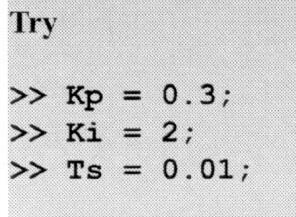 Try
>> Kp = 0.3;
>> Ki = 2;
>> Ts = 0.01;